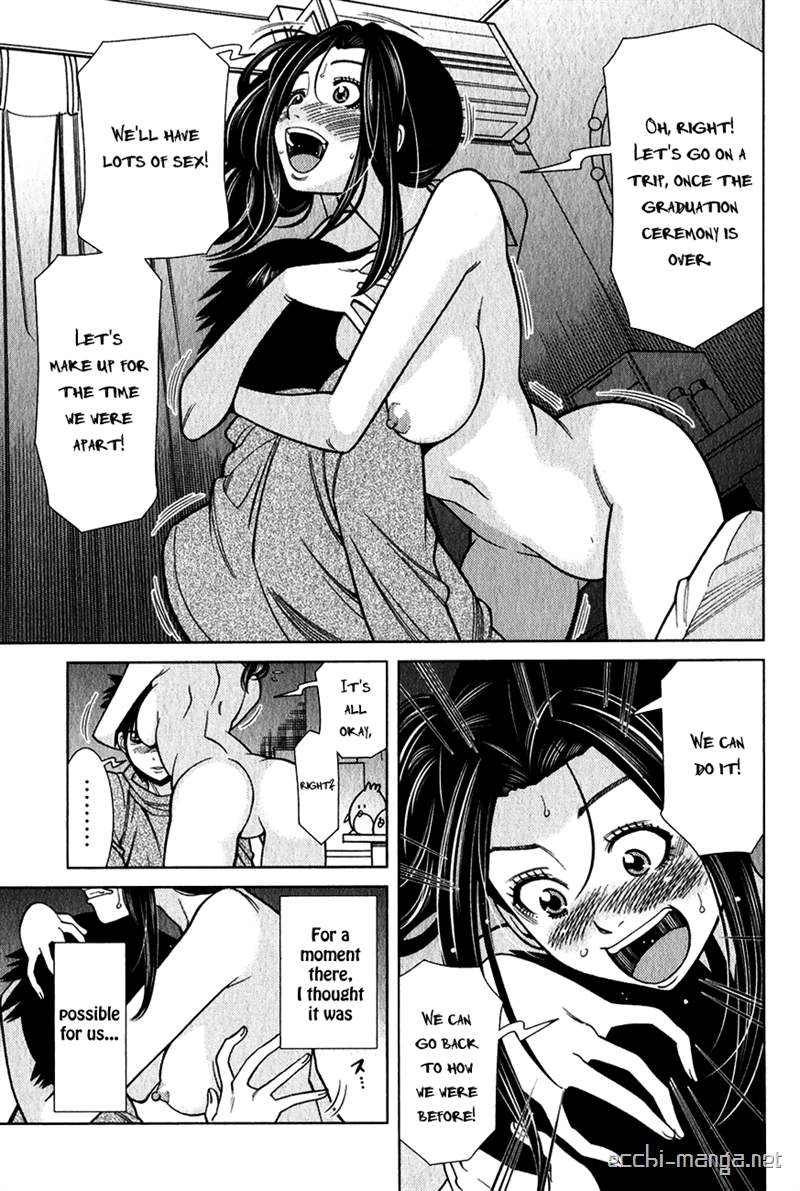 OH, RIGHT!
LET'S GO ON A
TRIP, ONCE THE
GRADUATION
CEREMONY IS
OVER.
WE'LL HAVE
LOTS OF SEX!
LET'S
MAKE UP FOR
THE TIME
WE WERE
APART!
WE CAN
DO IT!
WE CAN
GO BACK
TO HOW
WE WERE
BEFORE!
IT'S
ALL
OKAY,
RIGHT?
.........
For a
moment
there,
I thought
it was
possible
for us...
ス…
ecchi-manga.net